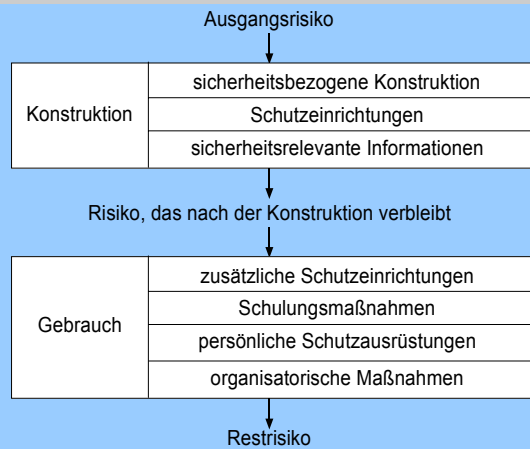 Ausgangsrisiko
Konstruktion
sicherheitsbezogene Konstruktion
Schutzeinrichtungen
sicherheitsrelevante Informationen
Risiko, das nach der Konstruktion verbleibt
Gebrauch
zusätzliche Schutzeinrichtungen
Schulungsmaßnahmen
persönliche Schutzausrüstungen
organisatorische Maßnahmen
Restrisiko